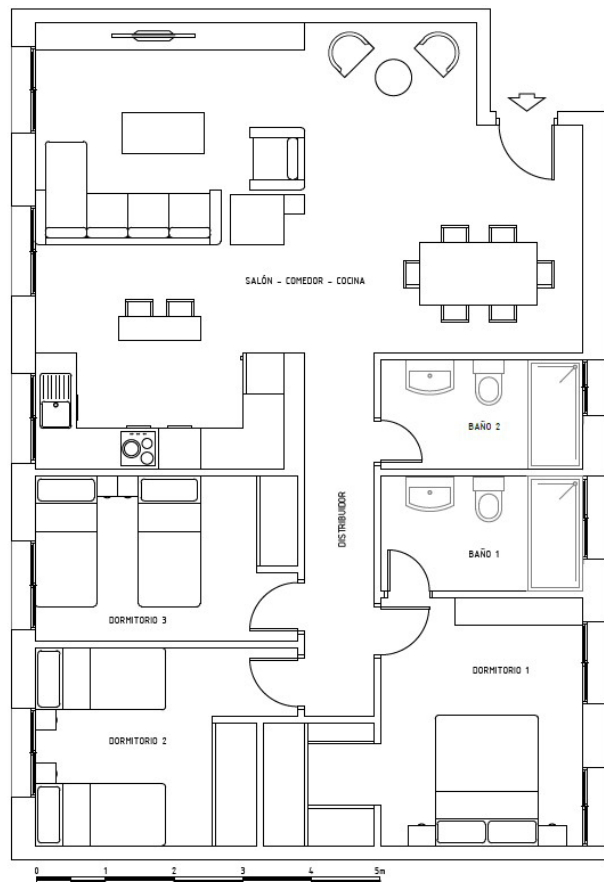 SALÓN - COMEDOR - COCINA
BAÑO 2
DISTRIBUIDOR
BAÑO 1
DORMITORIO 3
DORMITORIO 1
DORMITORIO 2
0 1 2 3 4 5m